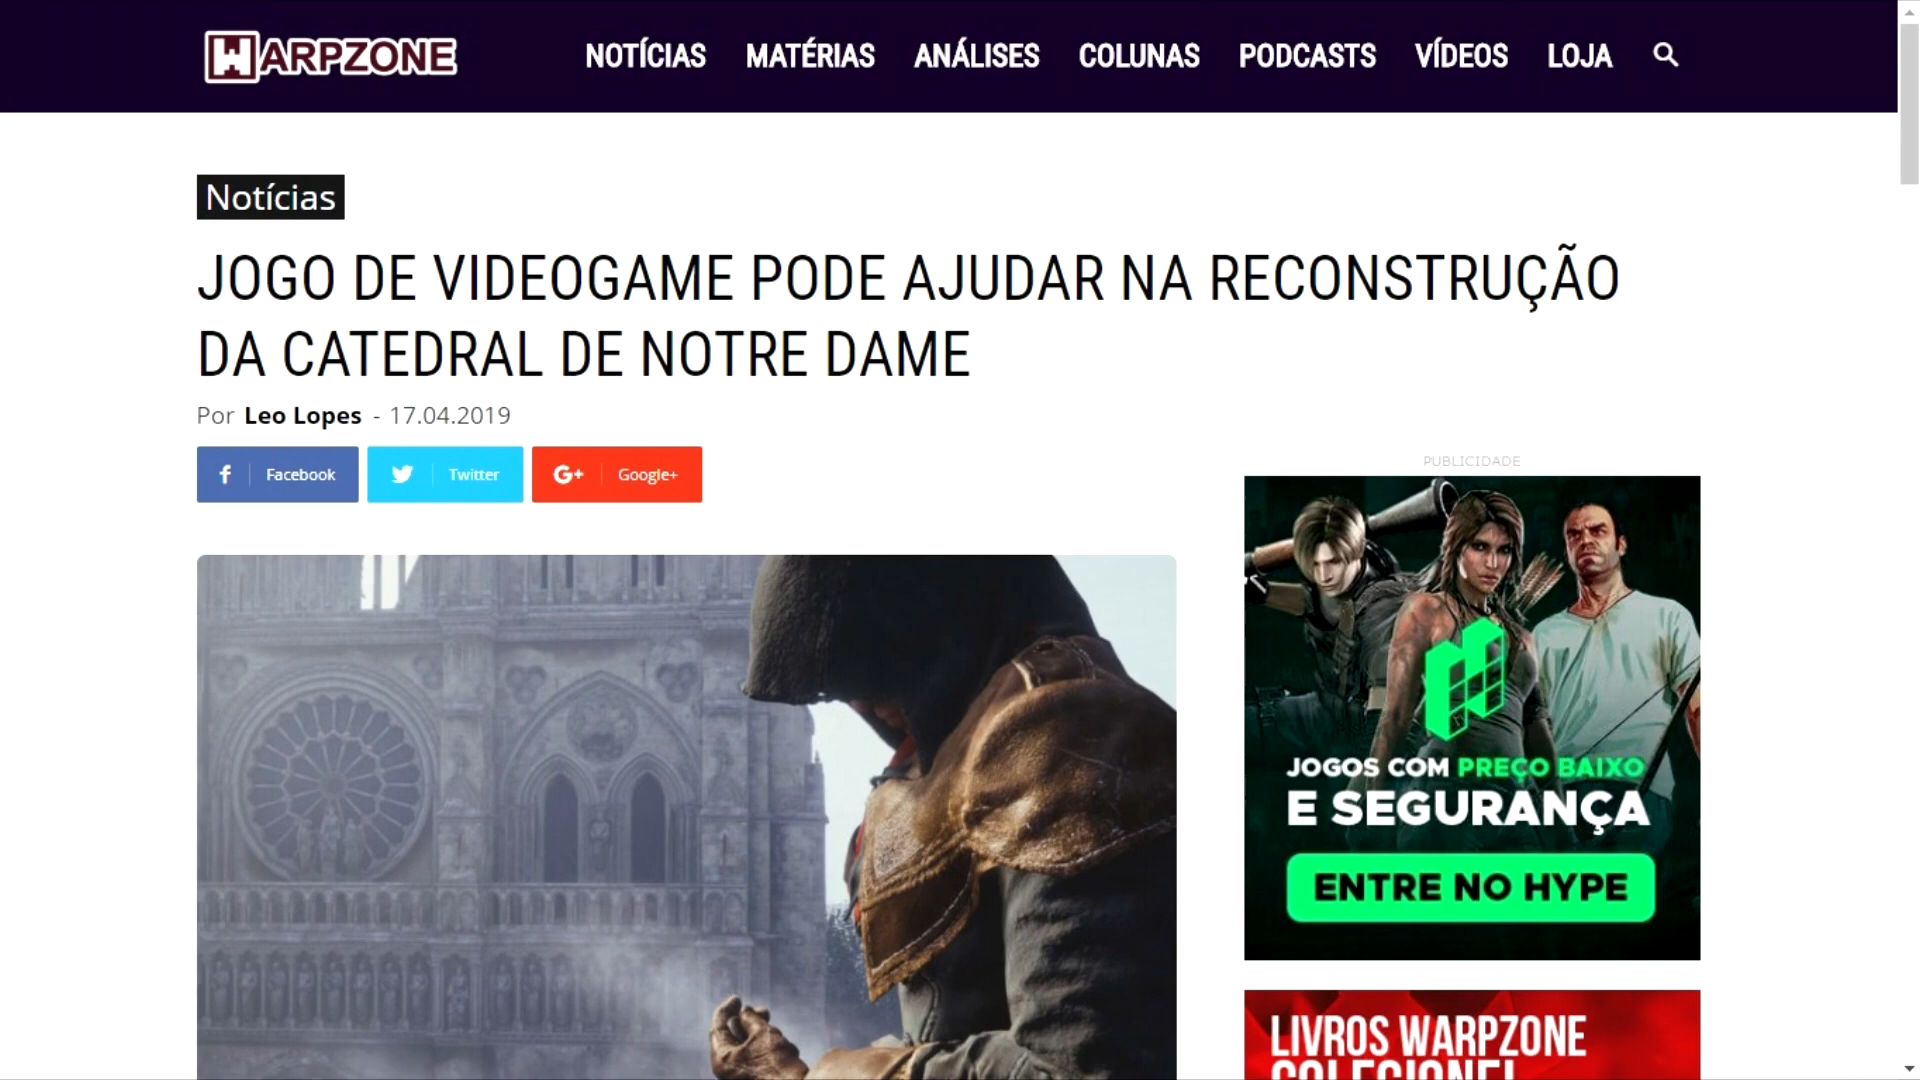 WARPZONE
NOTÍCIAS MATÉRIAS ANÁLISES COLUNAS PODCASTS VÍDEOS LOJA
Notícias
JOGO DE VIDEOGAME PODE AJUDAR NA RECONSTRUÇÃO
DA CATEDRAL DE NOTRE DAME
Por Leo Lopes - 17.04.2019
Facebook Twitter G+ Google+
PUBLICIDADE
JOGOS COM PREÇO BAIXO
E SEGURANÇA
ENTRE NO HYPE
LIVROS WARPZONE
COLECIONE!